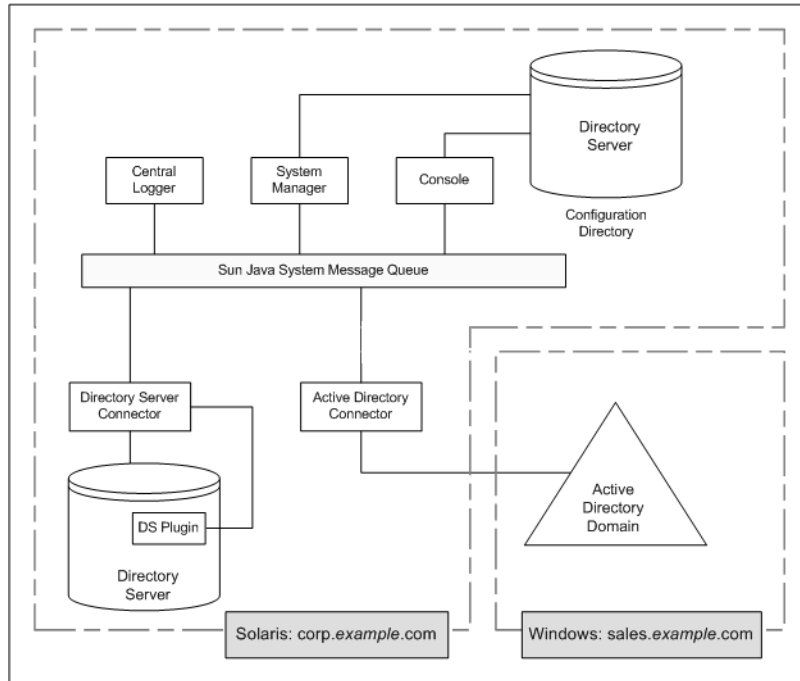 Directory
Server
Configuration
Directory
Central
Logger
System
Manager
Console
Sun Java System Message Queue
Directory Server
Connector
Active Directory
Connector
DS Plugin
Directory
Server
Active
Directory
Domain
Solaris: corp.example.com
Windows: sales.example.com